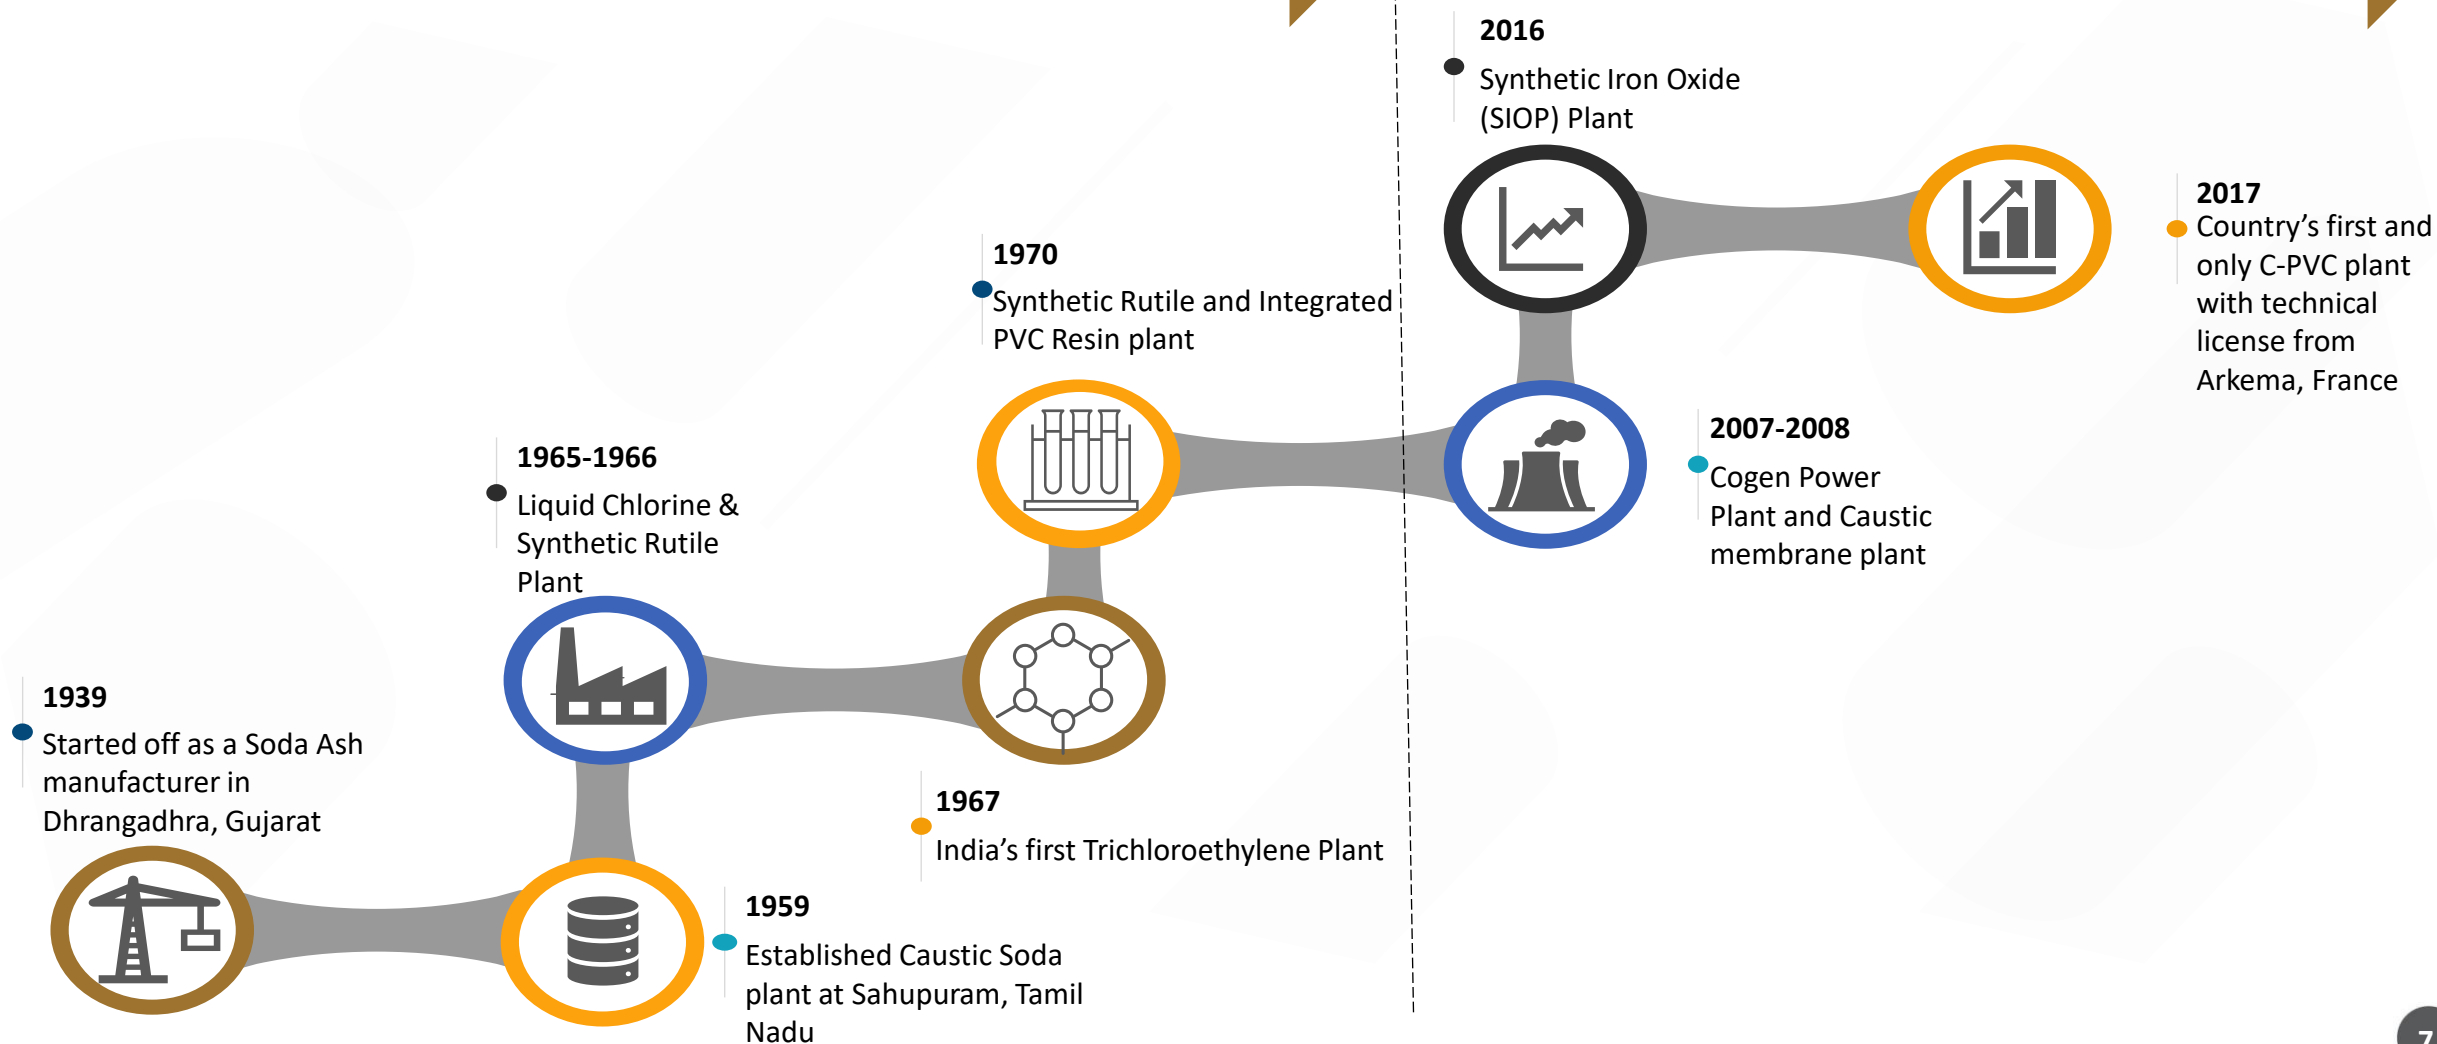 1939
Started off as a Soda Ash
manufacturer in
Dhrangadhra, Gujarat
1959
Established Caustic Soda
plant at Sahupuram, Tamil
Nadu
1965-1966
Liquid Chlorine &
Synthetic Rutile
Plant
1967
India’s first Trichloroethylene Plant
1970
Synthetic Rutile and Integrated
PVC Resin plant
2007-2008
Cogen Power
Plant and Caustic
membrane plant
2016
Synthetic Iron Oxide
(SIOP) Plant
2017
Country’s first and
only C-PVC plant
with technical
license from
Arkema, France
7